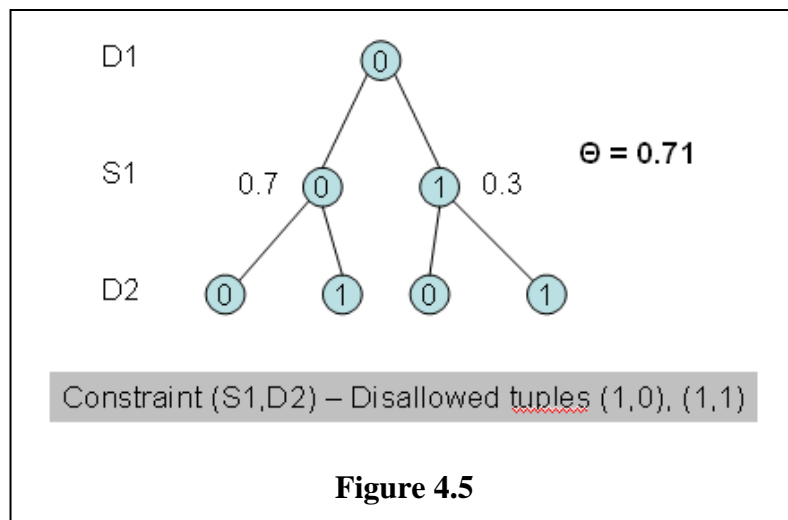 D1
0
Θ = 0.71
S1
0.7 0 1 0.3
D2
0 1 0 1
Constraint (S1,D2) – Disallowed tuples (1,0), (1,1)
Figure 4.5